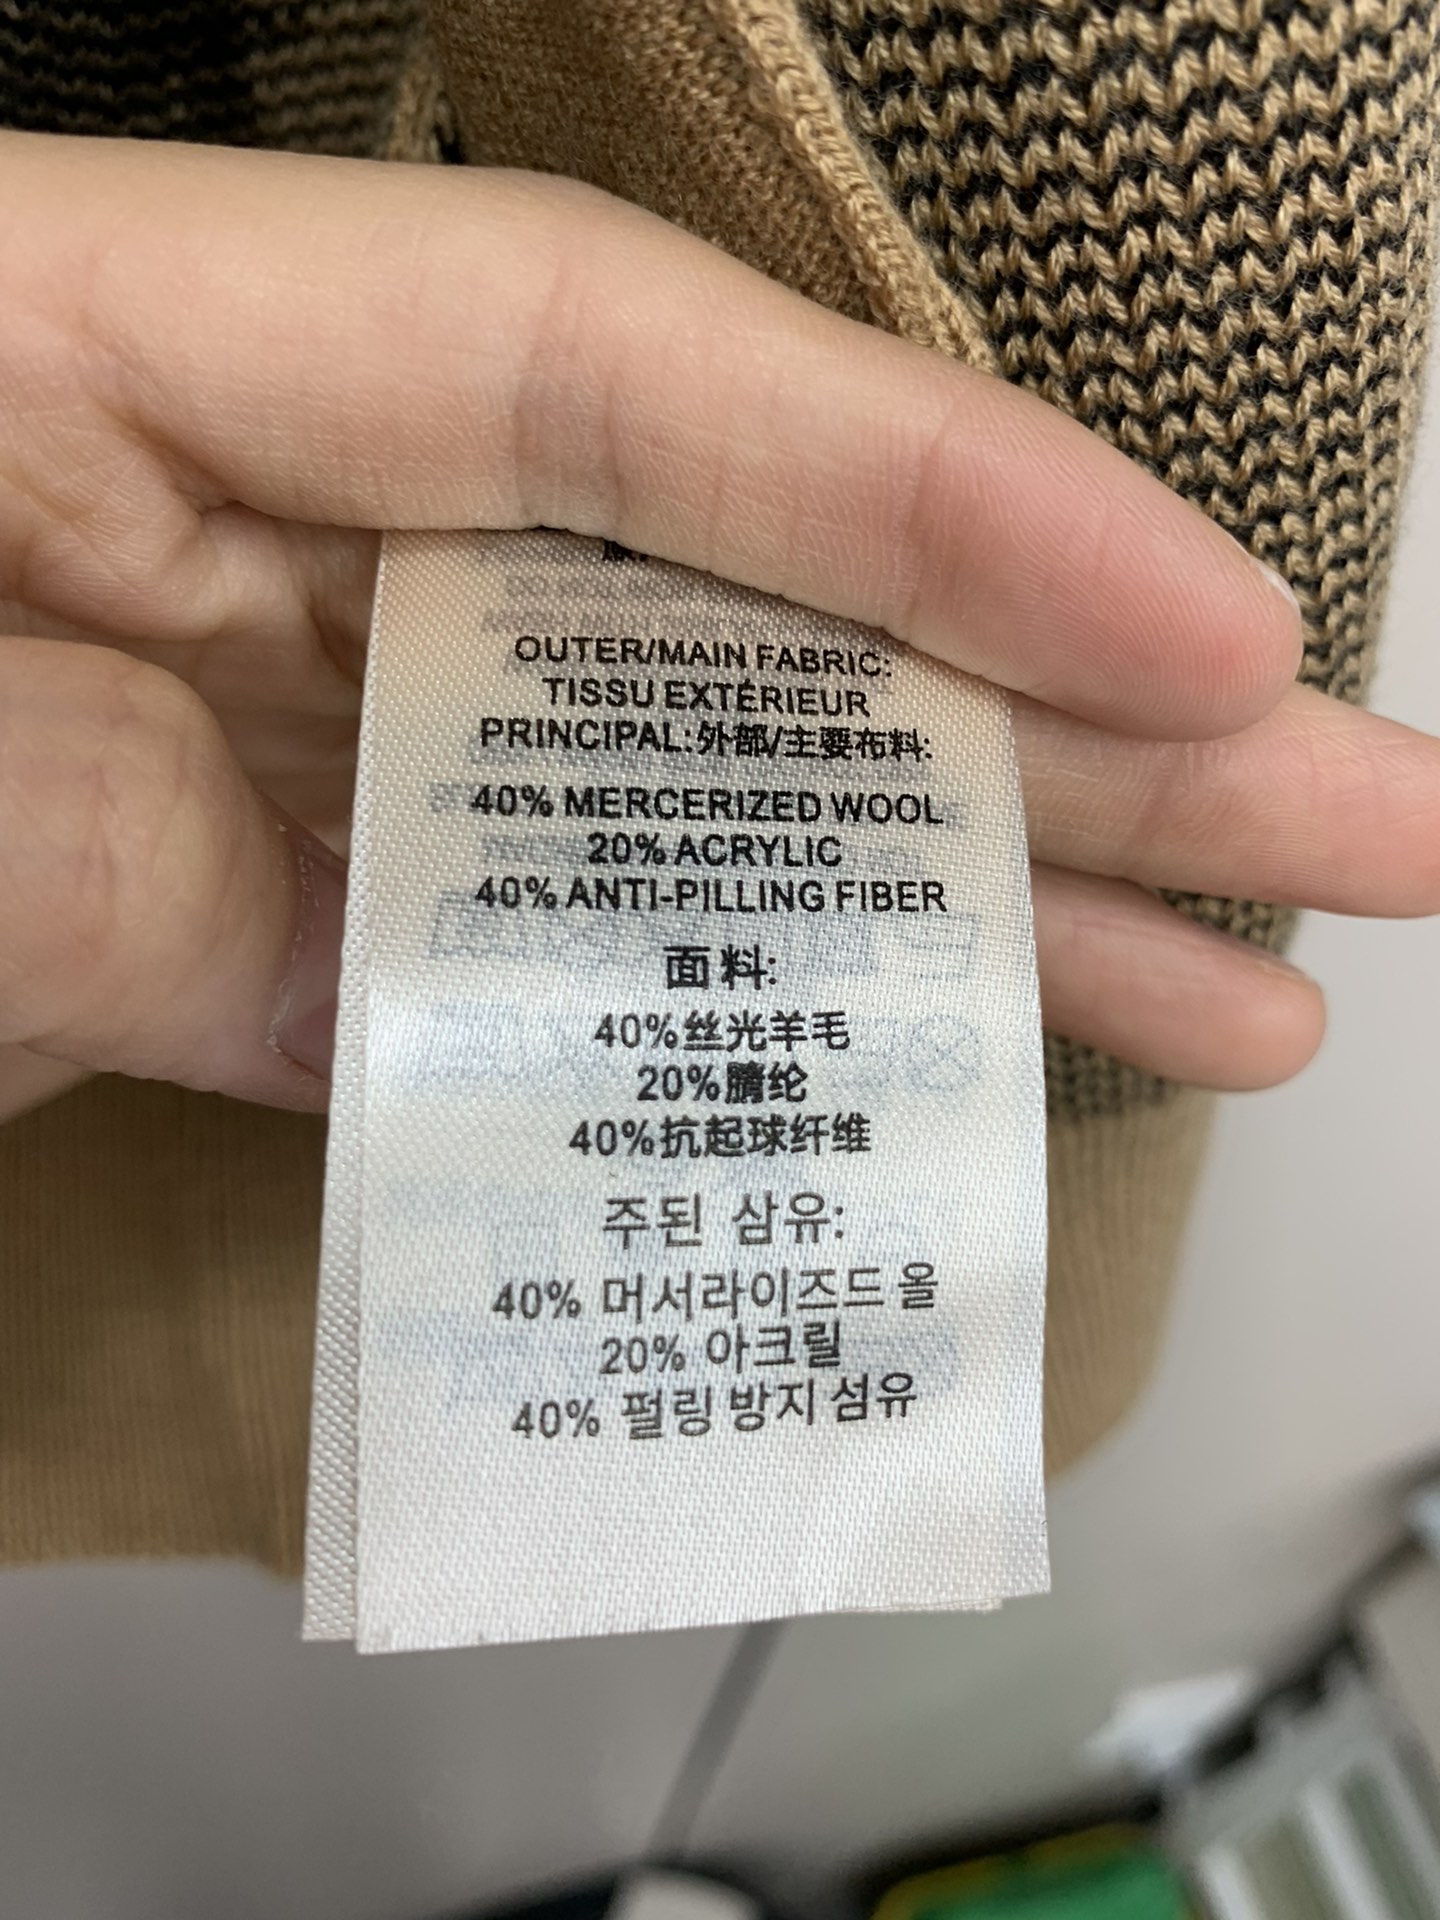 OUTER/MAIN FABRIC:
TISSU EXTÉRIEUR
PRINCIPAL:外部/主要布料:
40% MERCERIZED WOOL
20% ACRYLIC
40% ANTI-PILLING FIBER
面料:
40%丝光羊毛
20%腈纶
40%抗起球纤维
주된 삼유:
40% 머서라이즈드 올
20% 아크릴
40% 펄링 방지 섬유